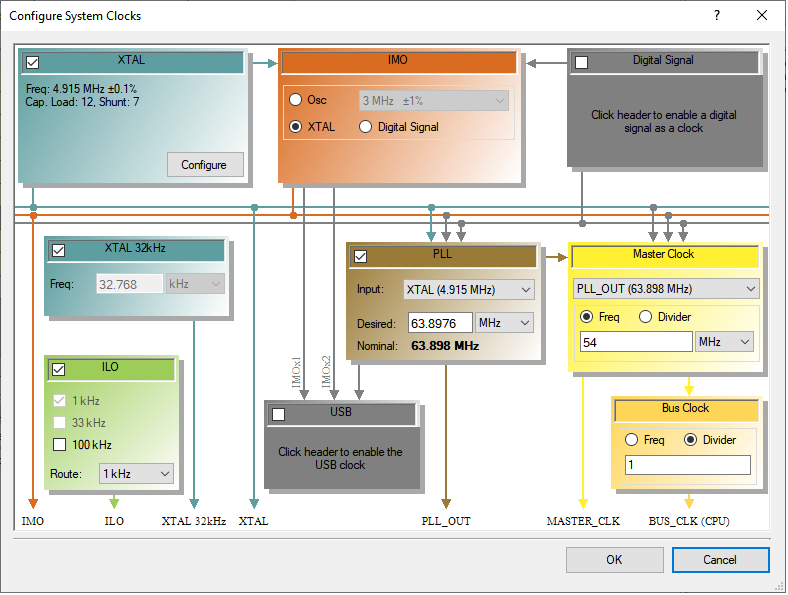 Configure System Clocks
?
XTAL
Freq: 4.915 MHz ±0.1%
Cap. Load: 12, Shunt: 7
Configure
IMO
Osc
3 MHz ±1%
XTAL
Digital Signal
Digital Signal
Click header to enable a digital
signal as a clock
XTAL 32kHz
Freq:
32.768
kHz
PLL
Input:
XTAL (4.915 MHz)
Desired:
63.8976
MHz
Nominal:
63.898 MHz
Master Clock
PLL_OUT (63.898 MHz)
Freq
Divider
54
MHz
ILO
1 kHz
33 kHz
100 kHz
Route:
1 kHz
IMOx1
IMOx2
USB
Click header to enable the
USB clock
Bus Clock
Freq
Divider
1
IMO
ILO
XTAL 32kHz
XTAL
PLL_OUT
MASTER_CLK
BUS_CLK (CPU)
OK
Cancel